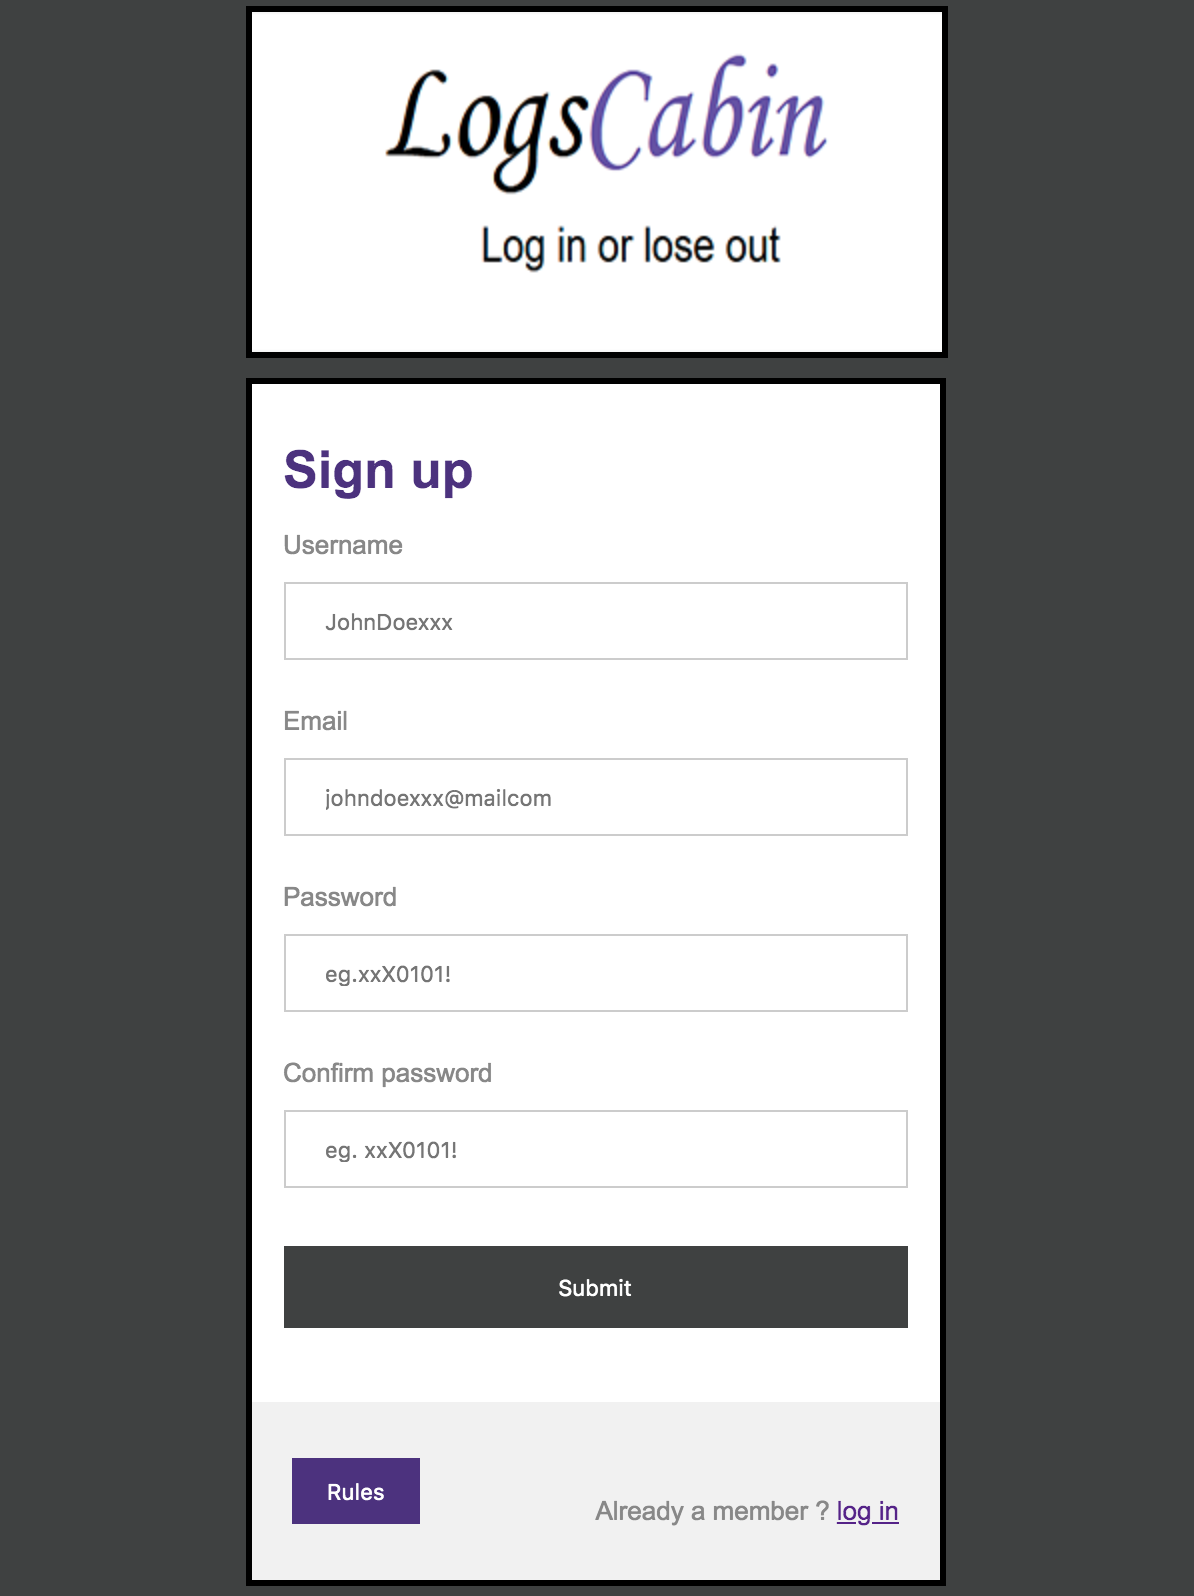 LogsCabin
Log in or lose out
Sign up
Username
JohnDoexxx
Email
johndoexxx@mailcom
Password
eg.xxX0101!
Confirm password
eg. xxX0101!
Submit
Rules
Already a member ? log in